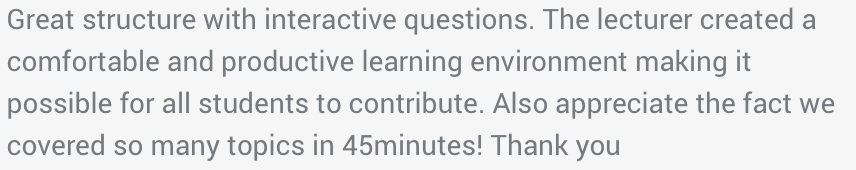 Great structure with interactive questions. The lecturer created a
comfortable and productive learning environment making it
possible for all students to contribute. Also appreciate the fact we
covered so many topics in 45minutes! Thank you